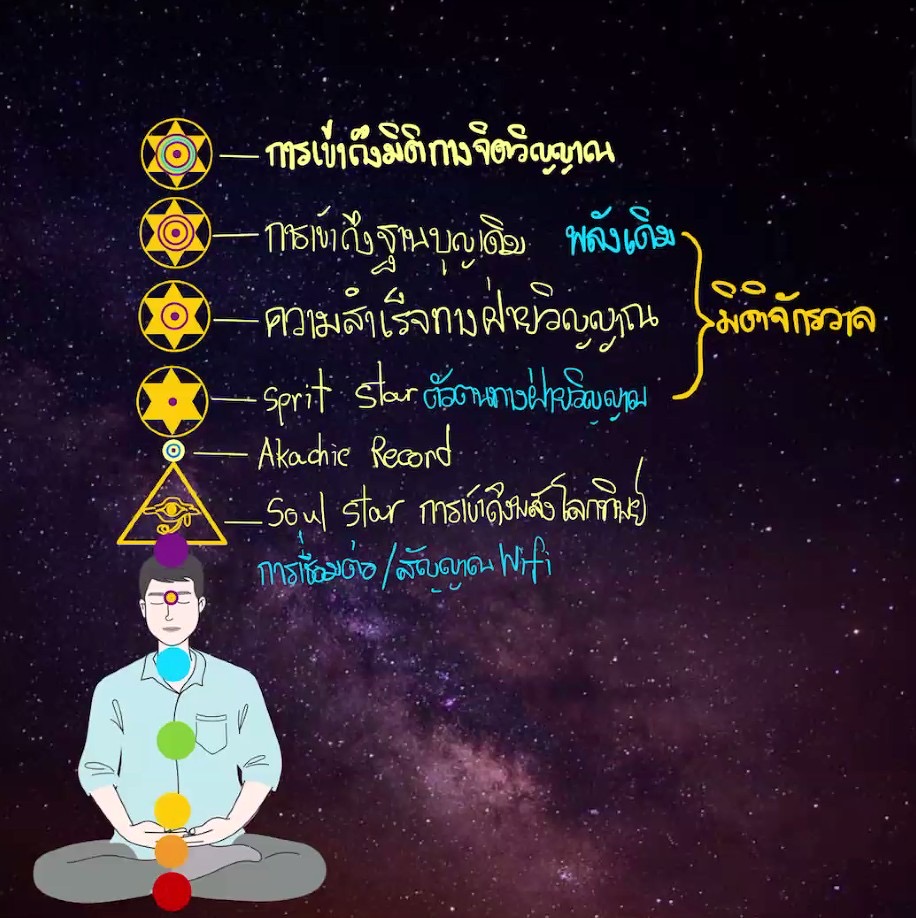 การเข้าถึงมิติทางจิตวิญญาณ
การเข้าถึงฐานบุญเดิม พลังเดิม
ความสำเร็จทางฝ่ายวิญญาณ
มิติจักรวาล
Sprit Star ตัวตนทางฝ่ายวิญญาณ
Akachic Record
Soul Star การเข้าถึงพลังโลกทิพย์
การเชื่อมต่อ/สัญญาณ Wifi